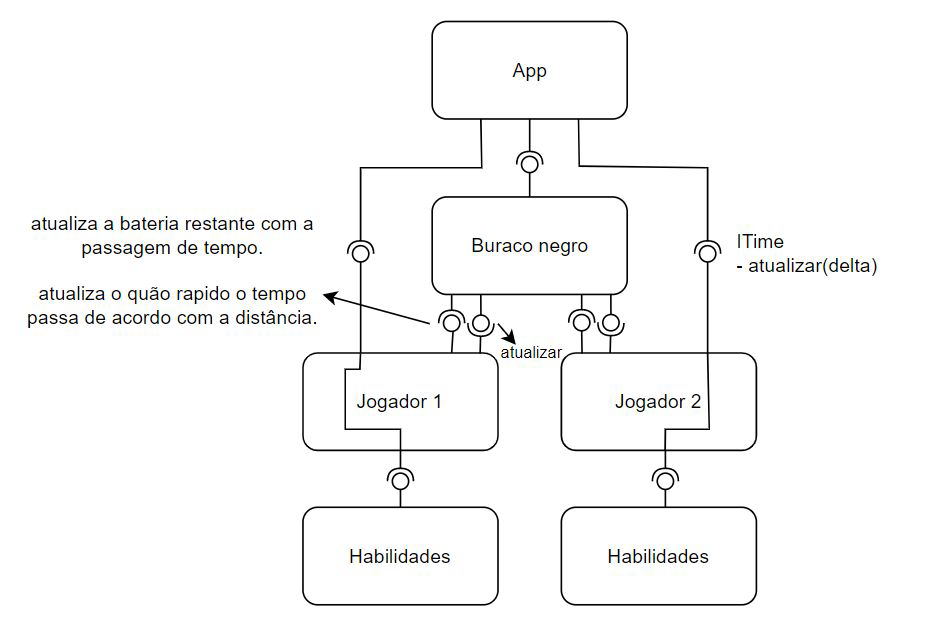 App
atualiza a bateria restante com a
passagem de tempo.
Buraco negro
ITime
- atualizar(delta)
atualiza o quão rapido o tempo
passa de acordo com a distância.
atualizar
Jogador 1
Jogador 2
Habilidades
Habilidades